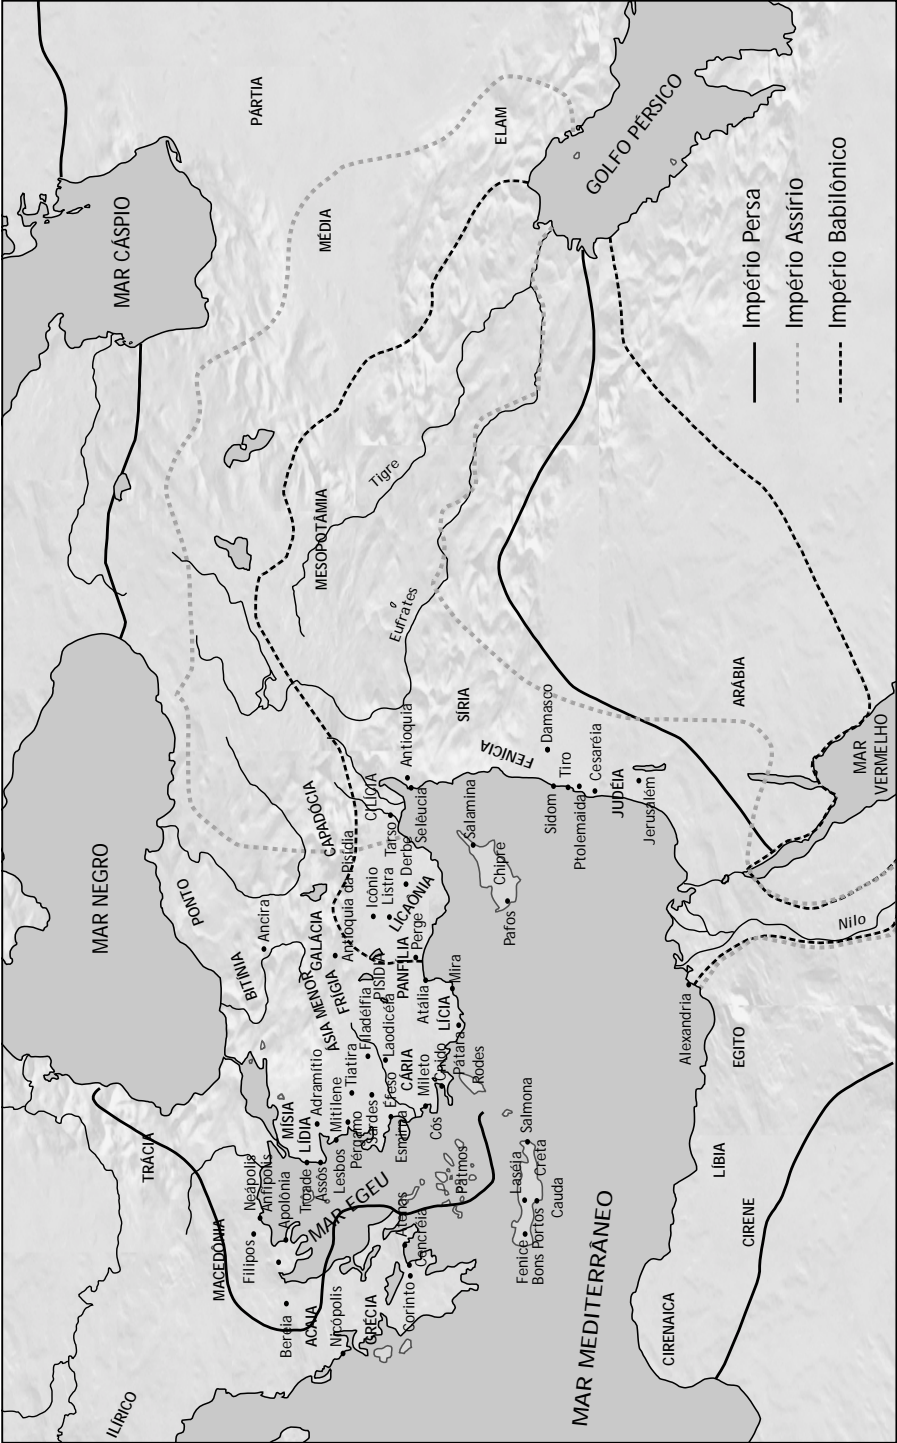 PÁRTIA
ELAM
GOLFO PÉRSICO
MÉDIA
MAR CÁSPIO
Império Persa
Império Assírio
Império Babilônico
Tigre
MESOPOTÂMIA
Eufrates
ARÁBIA
SÍRIA
MAR
VERMELHO
FENÍCIA
Damasco
Antioquia
Tiro
Cesaréia
Sidom
Ptolemaida
JUDÉIA
Jerusalém
Selêucia
CILÍCIA
Tarso
CAPADÓCIA
Salamina
Chipre
Pafos
MAR NEGRO
PONTO
Ancira
BITÍNIA
GALÁCIA
Antioquia da Pisídia
Icônio
Listra
Derbe
LICAÔNIA
Perge
PANFÍLIA
PISÍDIA
FRÍGIA
ÁSIA MENOR
Filadélfia
Laodicéia
Atália
Mira
LÍCIA
Pátara
Rodes
Cnido
CÁRIA
Mileto
Cós
Éfeso
Esmirna
Sardes
Tiatira
Pérgamo
Adramítio
Mitilene
MÍSIA
LÍDIA
Lesbos
Assôs
Trôade
Nilo
Alexandria
EGITO
LÍBIA
CIRENE
CIRENAICA
MAR MEDITERRÂNEO
Salmona
Laséia
Creta
Cauda
Fenice
Bons Portos
Pátmos
MAR EGEU
Atenas
Cencréia
Corinto
GRÉCIA
Nicópolis
ACAIA
Beréia
TRÁCIA
MACEDÔNIA
Filipos
Neápolis
Anfípolis
Apolônia
ILÍRICO